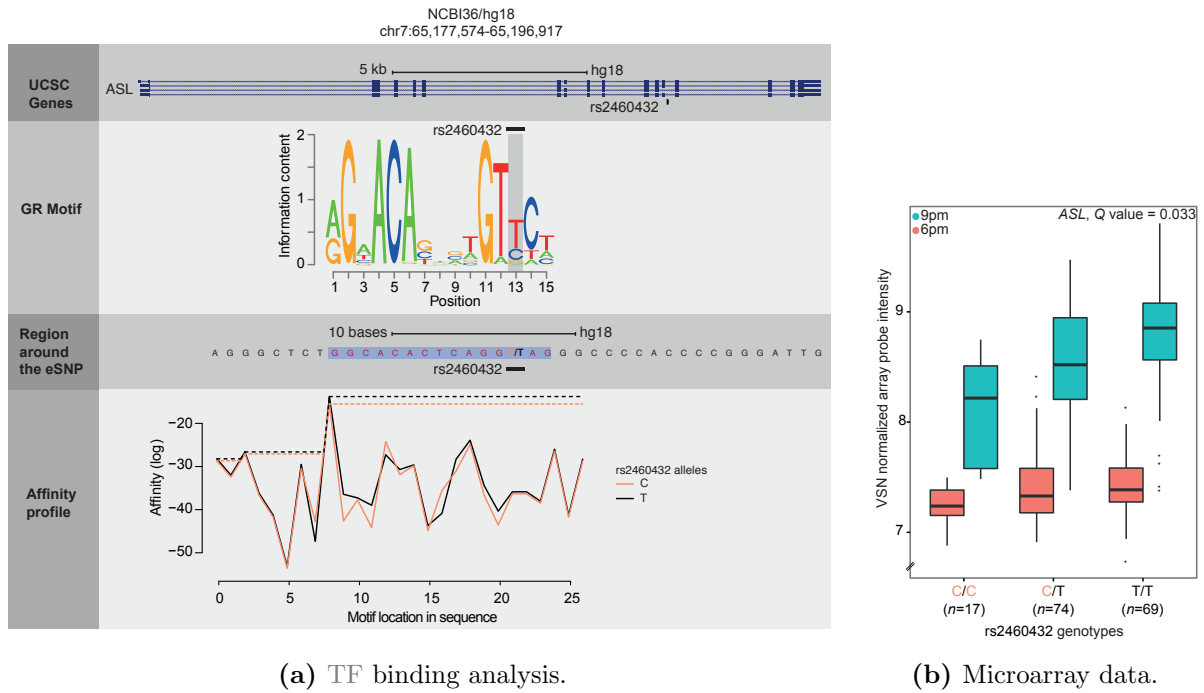 NCBI36/hg18
chr7:65,177,574-65,196,917
UCSC
Genes
5 kb
hg18
ASL
rs2460432
GR Motif
rs2460432
Information content
2
1
0
1 3 5 7 9 11 13 15
Position
Region
around
the eSNP
10 bases
hg18
A G G G C T C T G G C A C A C T C A G G C/T A G G G C C C C A C C C C G G G A T T G
rs2460432
Affinity
profile
Affinity (log)
−20
−30
−40
−50
0 5 10 15 20 25
Motif location in sequence
rs2460432 alleles
C
T
(a) TF binding analysis.
9pm
6pm
ASL, Q value = 0.033
VSN normalized array probe intensity
9
8
7
C/C C/T T/T
(n=17) (n=74) (n=69)
rs2460432 genotypes
(b) Microarray data.